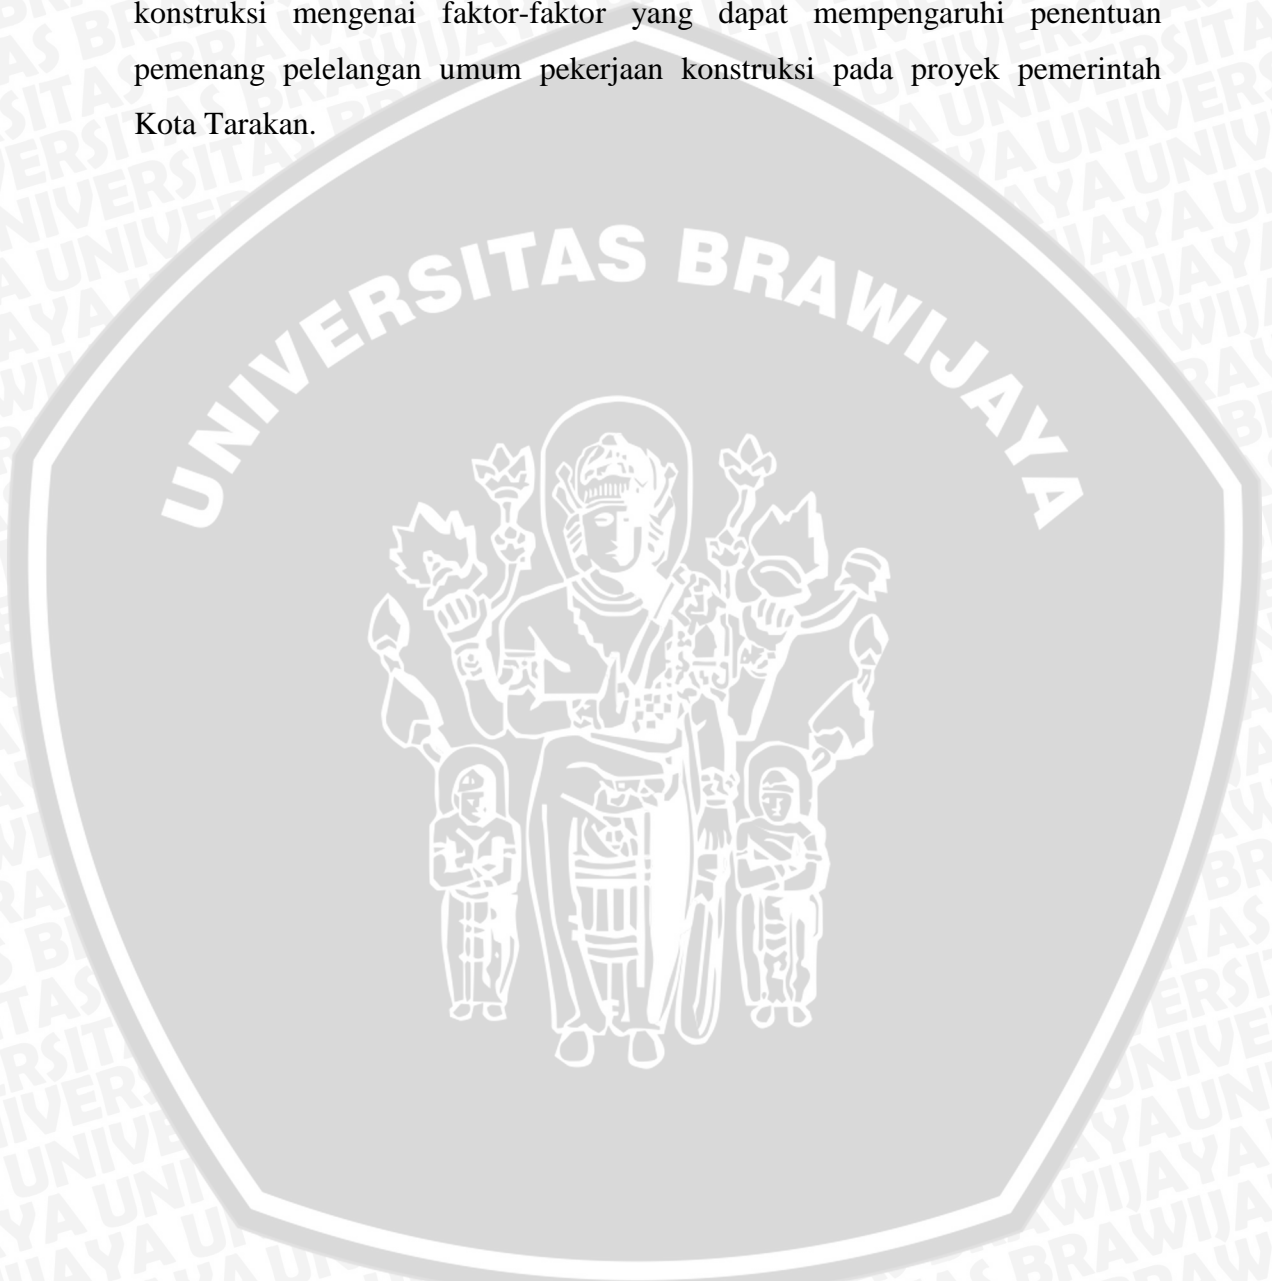 konstruksi mengenai faktor-faktor yang dapat mempengaruhi penentuan
pemenang pelelangan umum pekerjaan konstruksi pada proyek pemerintah
Kota Tarakan.
UNIVERSITAS BRAWIJAYA